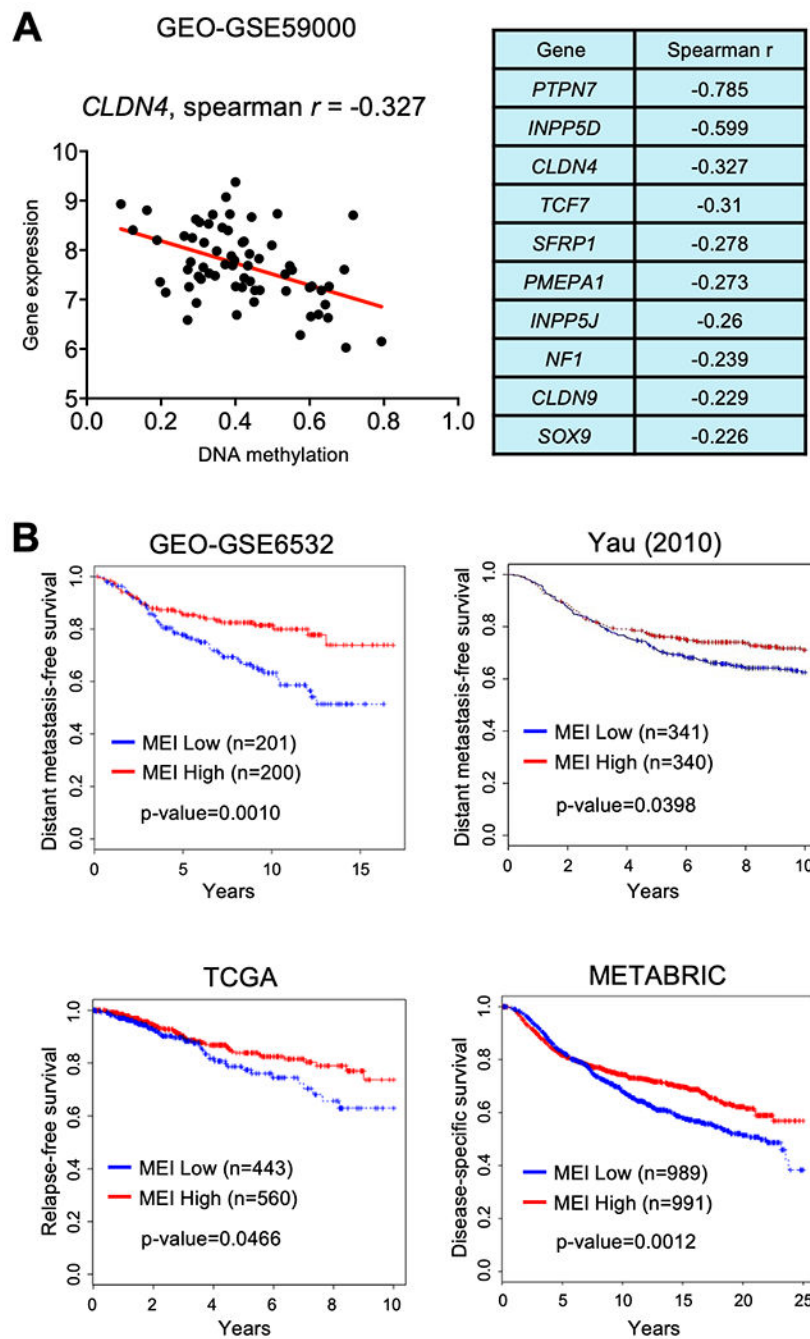 A
GEO-GSE59000
CLDN4, spearman r = -0.327
Gene expression
10
9
8
7
6
5
0.0 0.2 0.4 0.6 0.8 1.0
DNA methylation
Gene Spearman r
PTPN7 -0.785
INPP5D -0.599
CLDN4 -0.327
TCF7 -0.31
SFRP1 -0.278
PMEPA1 -0.273
INPP5J -0.26
NF1 -0.239
CLDN9 -0.229
SOX9 -0.226
B
GEO-GSE6532
Distant metastasis-free survival
1.0
0.8
0.6
0.4
0.2
0.0
MEI Low (n=201)
MEI High (n=200)
p-value=0.0010
0 5 10 15
Years
Yau (2010)
Distant metastasis-free survival
1.0
0.8
0.6
0.4
0.2
0.0
MEI Low (n=341)
MEI High (n=340)
p-value=0.0398
0 2 4 6 8 10
Years
TCGA
Relapse-free survival
1.0
0.8
0.6
0.4
0.2
0.0
MEI Low (n=443)
MEI High (n=560)
p-value=0.0466
0 2 4 6 8 10
Years
METABRIC
Disease-specific survival
1.0
0.8
0.6
0.4
0.2
0.0
MEI Low (n=989)
MEI High (n=991)
p-value=0.0012
0 5 10 15 20 25
Years